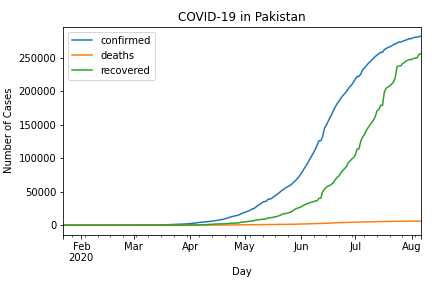 COVID-19 in Pakistan
confirmed
deaths
recovered
Number of Cases
250000
200000
150000
100000
50000
0
Feb Mar Apr May Jun Jul Aug
2020
Day